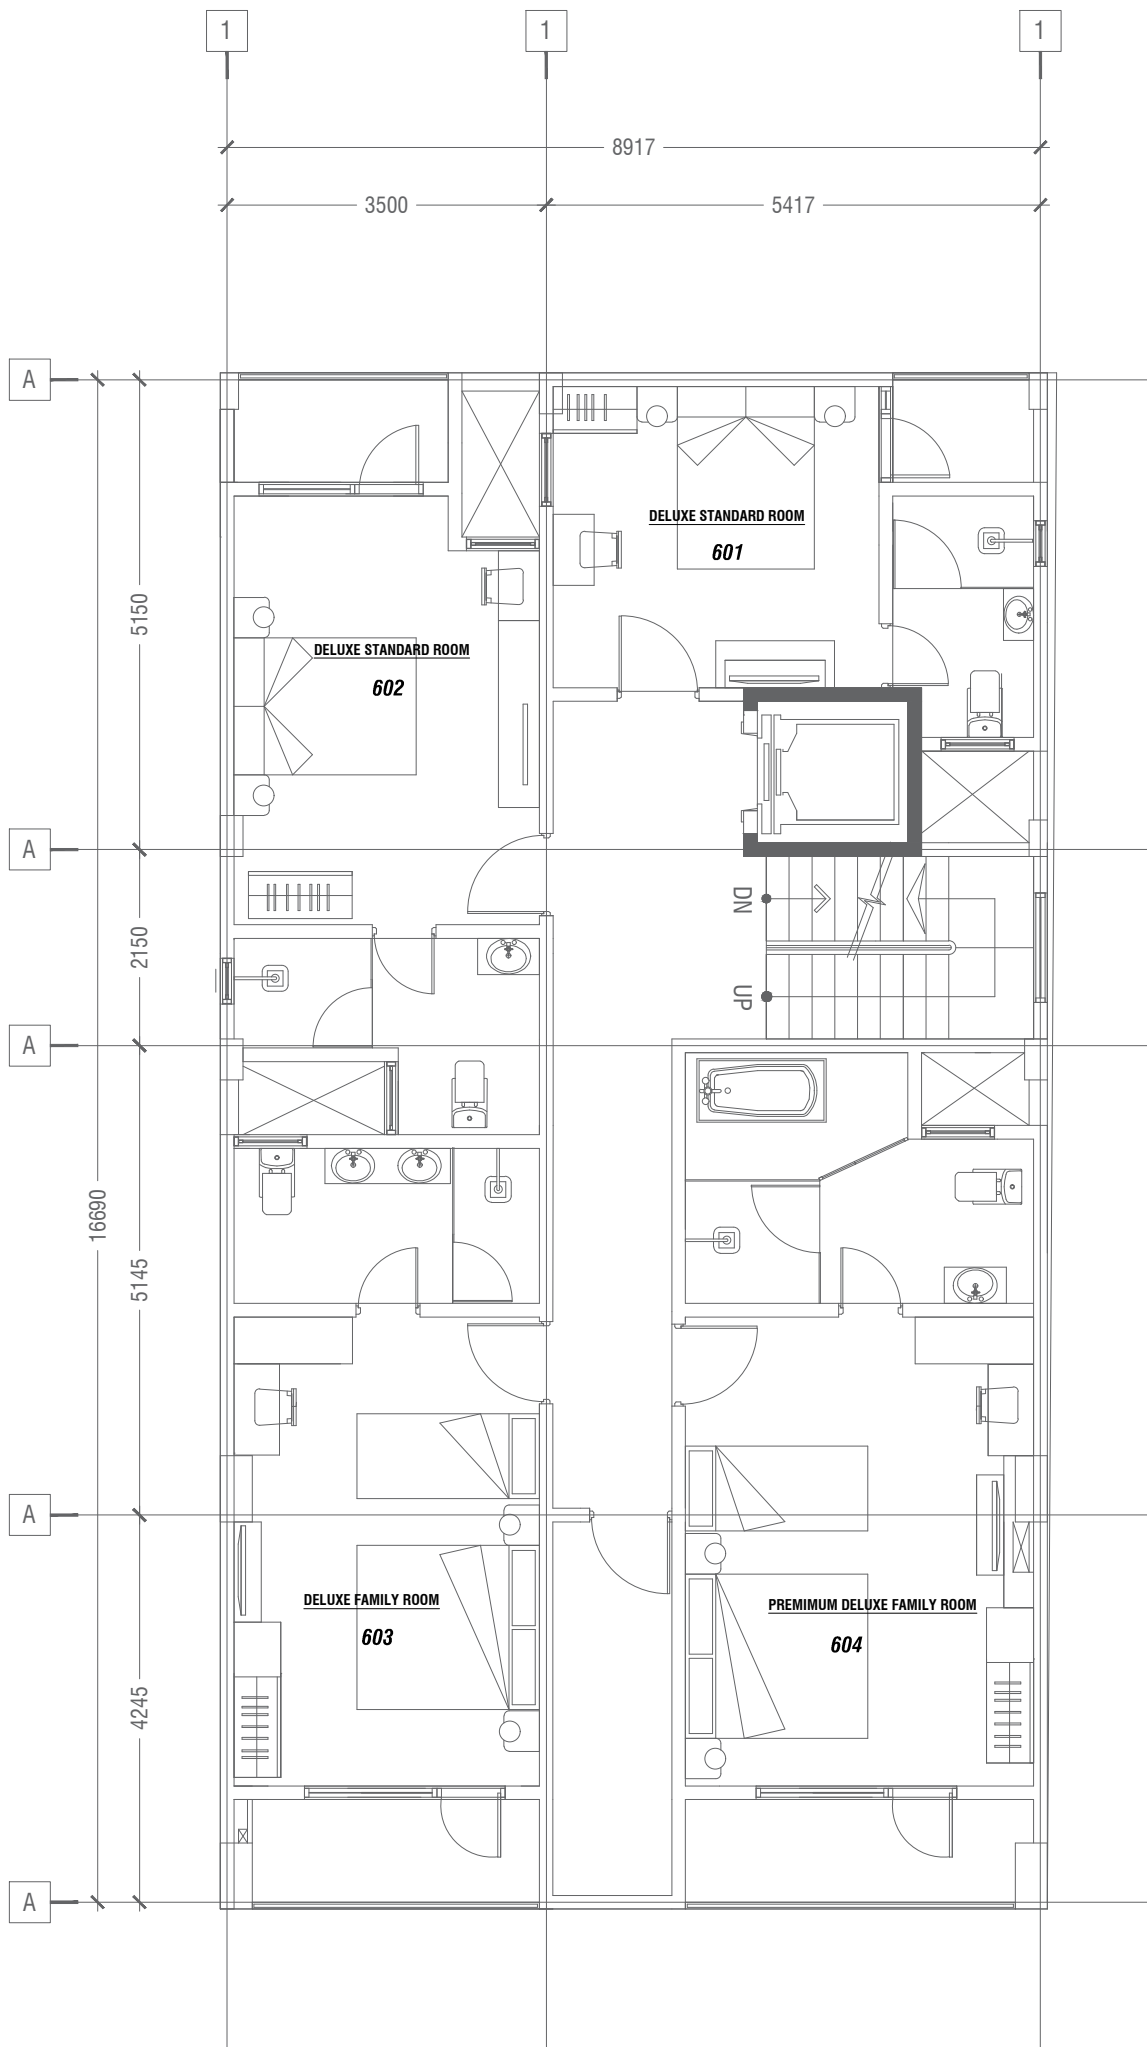 1
1
1
8917
3500
5417
A
DELUXE STANDARD ROOM
601
5150
DELUXE STANDARD ROOM
602
A
DN
2150
UP
A
16690
5145
A
DELUXE FAMILY ROOM
603
PREMIMUM DELUXE FAMILY ROOM
604
4245
A